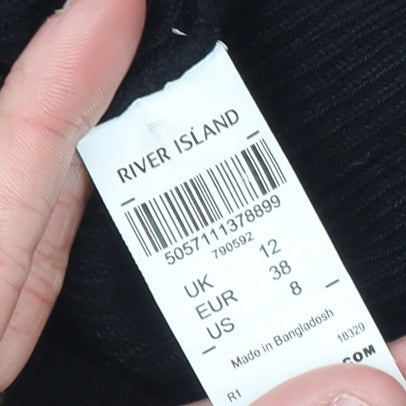 RIVER ISLAND
5057111378899
790592
UK 12
EUR 38
US 8
Made in Bangladesh
18329
R1
.COM